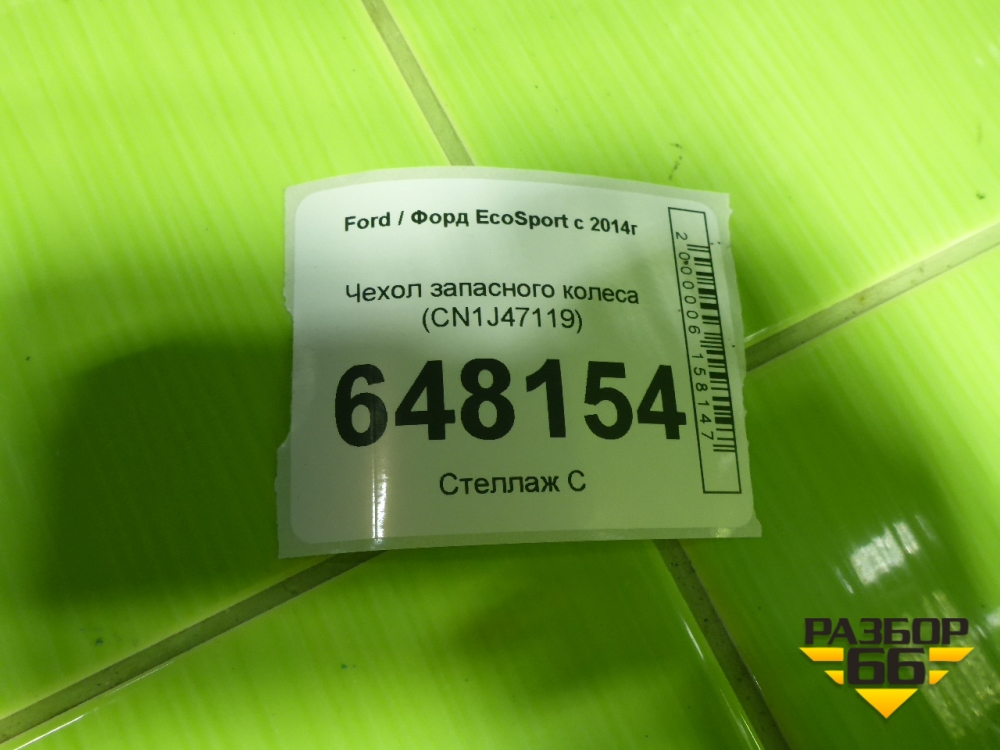 Ford / Форд EcoSport с 2014г
Чехол запасного колеса
(CN1J47119)
648154
Стеллаж С
2000006158147
РАЗБОР
66